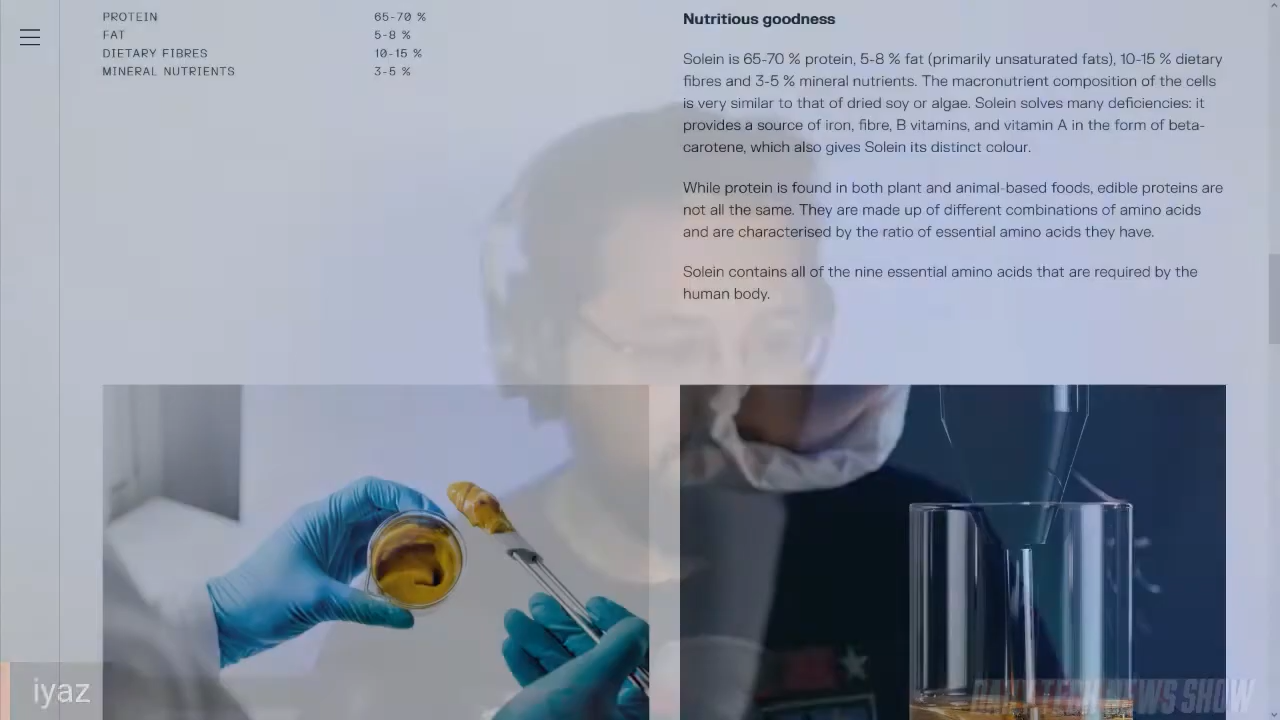 PROTEIN 65-70 %
FAT 5-8 %
DIETARY FIBRES 10-15 %
MINERAL NUTRIENTS 3-5 %
Nutritious goodness
Solein is 65-70 % protein, 5-8 % fat (primarily unsaturated fats), 10-15 % dietary
fibres and 3-5 % mineral nutrients. The macronutrient composition of the cells
is very similar to that of dried soy or algae. Solein solves many deficiencies: it
provides a source of iron, fibre, B vitamins, and vitamin A in the form of beta-
carotene, which also gives Solein its distinct colour.
While protein is found in both plant and animal-based foods, edible proteins are
not all the same. They are made up of different combinations of amino acids
and are characterised by the ratio of essential amino acids they have.
Solein contains all of the nine essential amino acids that are required by the
human body.
iyaz
DAILY TECH NEWS SHOW